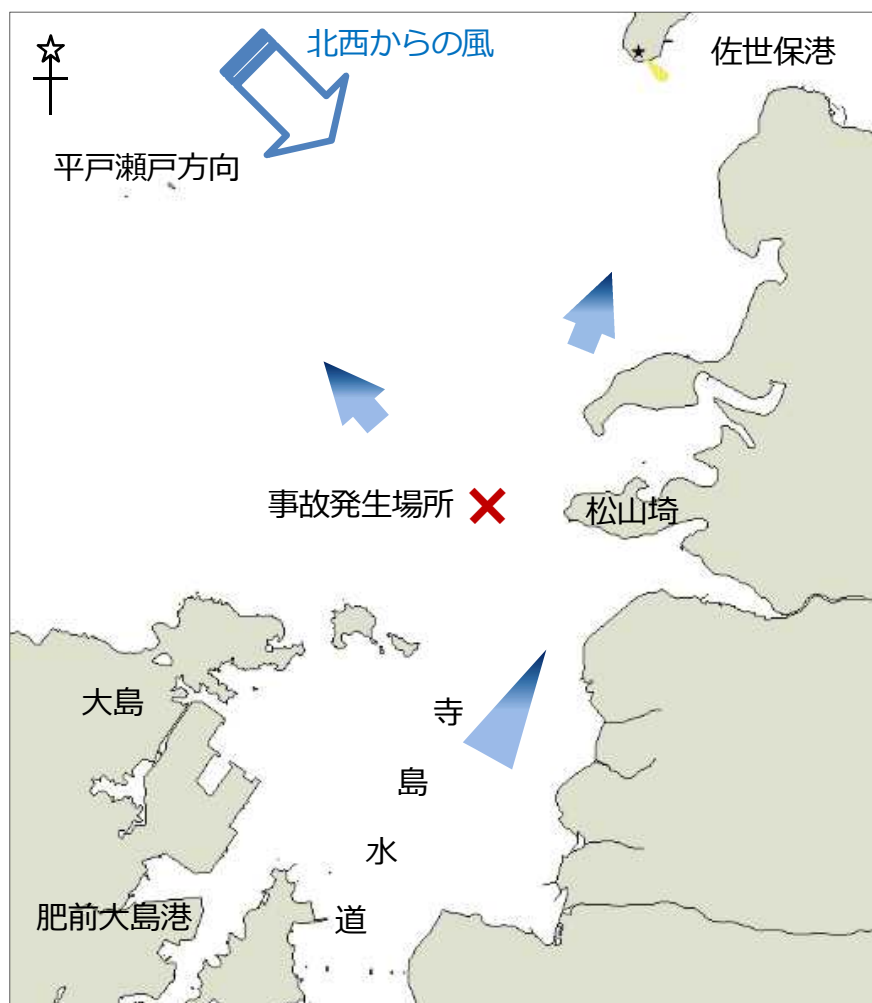 北西からの風
佐世保港
平戸瀬戸方向
事故発生場所
松山埼
大島
寺島水道
肥前大島港